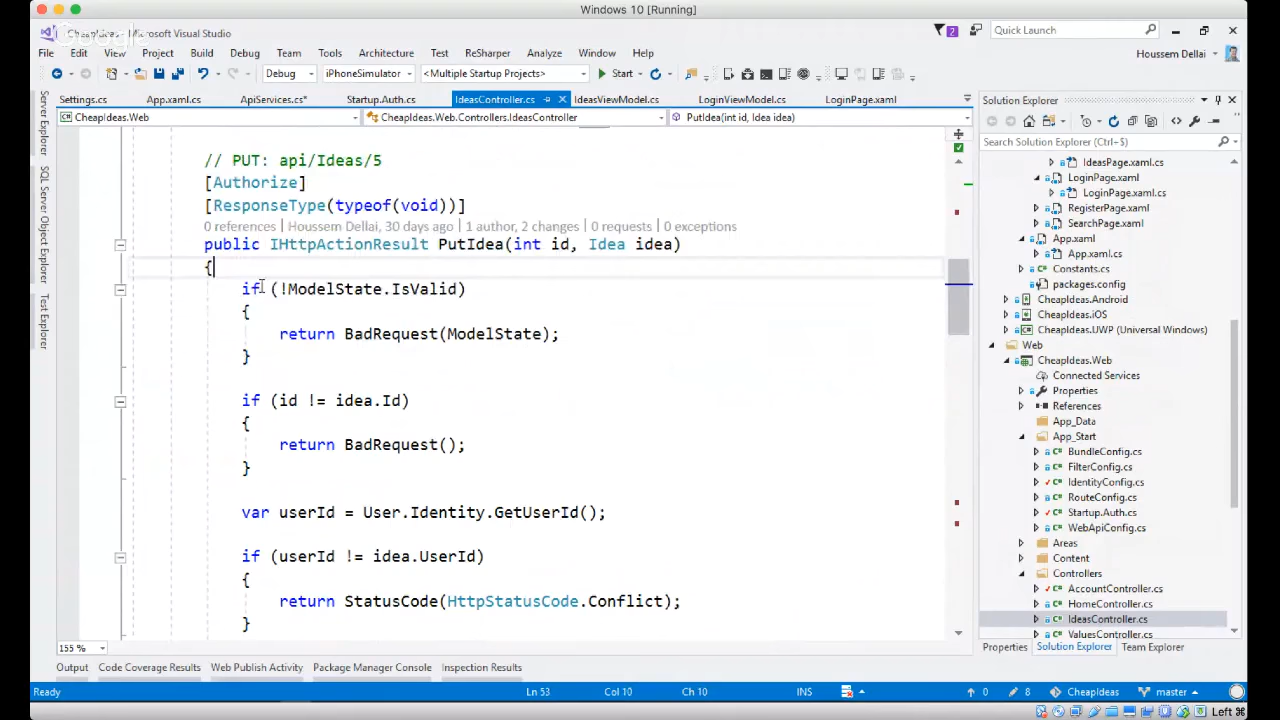 Windows 10 [Running]
CheapIdeas - Microsoft Visual Studio
2
Quick Launch
File Edit View Project Build Debug Team Tools Architecture Test ReSharper Analyze Window Help
Houssem Dellai
Debug iPhoneSimulator <Multiple Startup Projects> Start
Settings.cs App.xaml.cs ApiServices.cs* Startup.Auth.cs IdeasController.cs IdeasViewModel.cs LoginViewModel.cs LoginPage.xaml
CheapIdeas.Web CheapIdeas.Web.Controllers.IdeasController PutIdea(int id, Idea idea)
Server Explorer
SQL Server Object Explorer
Test Explorer
// PUT: api/Ideas/5
[Authorize]
[ResponseType(typeof(void))]
0 references | Houssem Dellai, 30 days ago | 1 author, 2 changes | 0 requests | 0 exceptions
public IHttpActionResult PutIdea(int id, Idea idea)
{
if (!ModelState.IsValid)
{
return BadRequest(ModelState);
}
if (id != idea.Id)
{
return BadRequest();
}
var userId = User.Identity.GetUserId();
if (userId != idea.UserId)
{
return StatusCode(HttpStatusCode.Conflict);
}
155 %
Solution Explorer
Search Solution Explorer (Ctrl+$)
IdeasPage.xaml.cs
LoginPage.xaml
LoginPage.xaml.cs
RegisterPage.xaml
SearchPage.xaml
App.xaml
App.xaml.cs
Constants.cs
packages.config
CheapIdeas.Android
CheapIdeas.iOS
CheapIdeas.UWP (Universal Windows)
Web
CheapIdeas.Web
Connected Services
Properties
References
App_Data
App_Start
BundleConfig.cs
FilterConfig.cs
IdentityConfig.cs
RouteConfig.cs
Startup.Auth.cs
WebApiConfig.cs
Areas
Content
Controllers
AccountController.cs
HomeController.cs
IdeasController.cs
ValuesController.cs
Properties Solution Explorer Team Explorer
Output Code Coverage Results Web Publish Activity Package Manager Console Inspection Results
Ready Ln 53 Col 10 Ch 10 INS 0 8 CheapIdeas master
Left ⌘